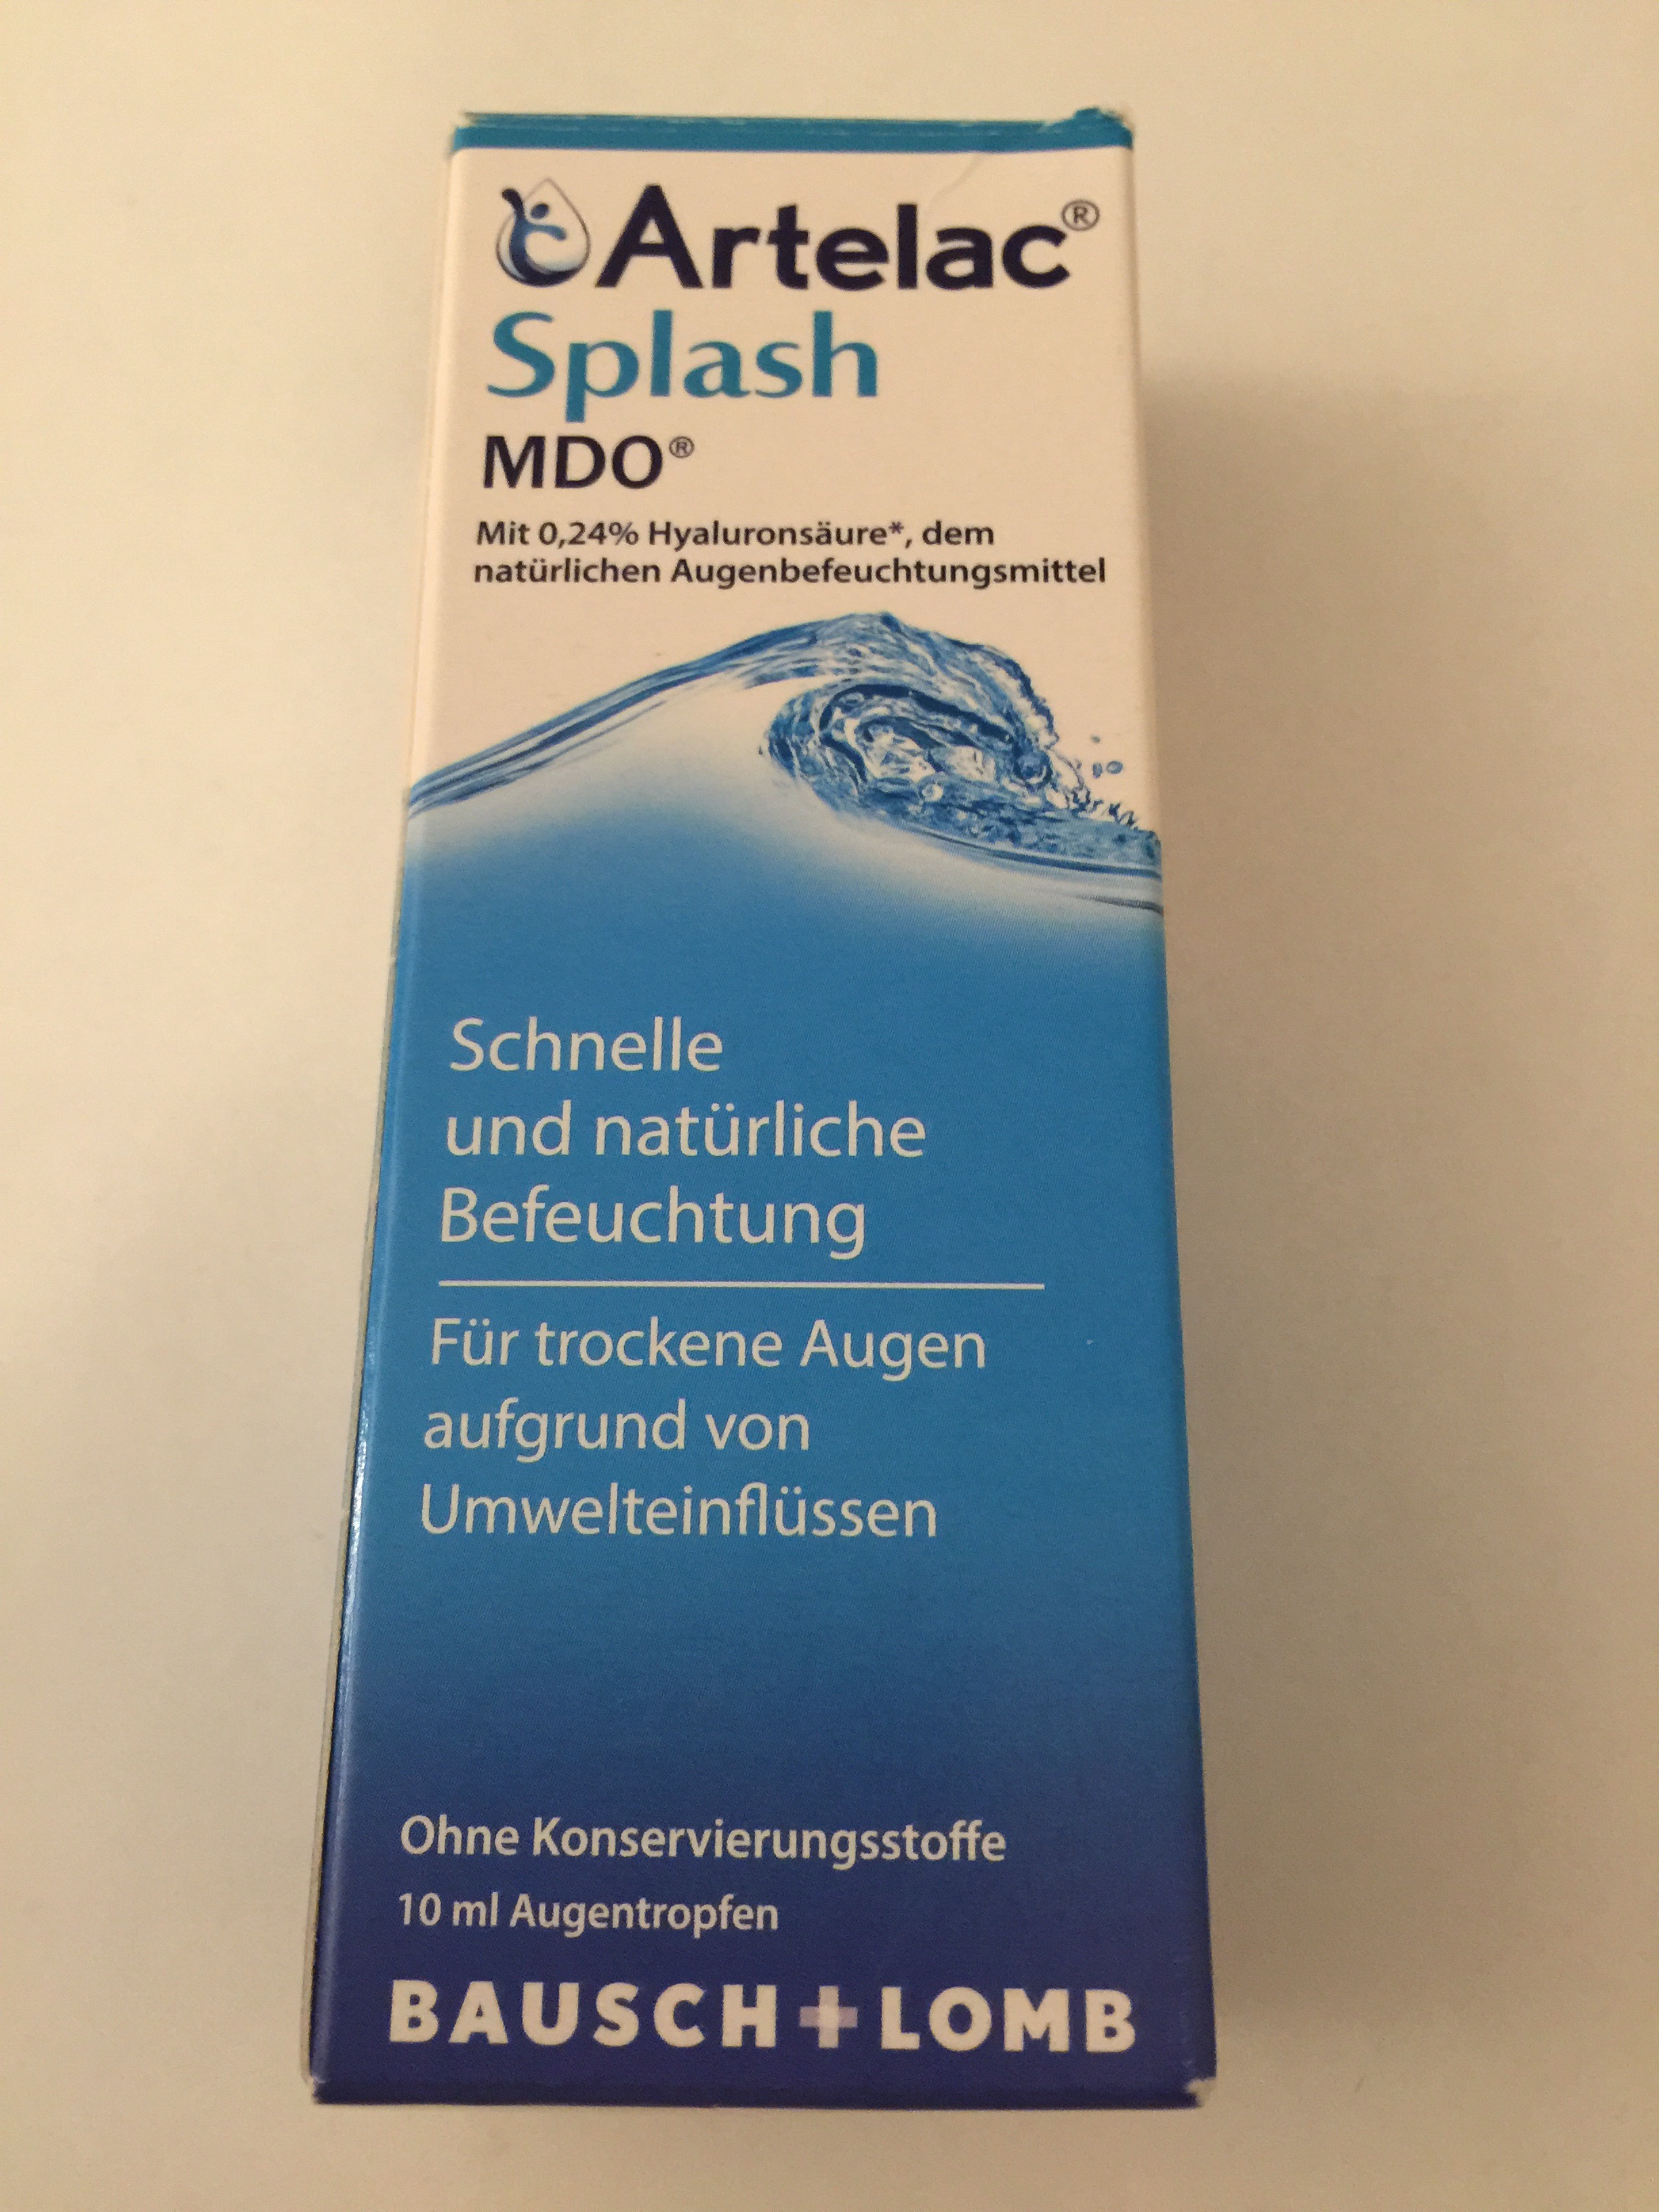 Artelac®
Splash
MDO®
Mit 0,24% Hyaluronsäure*, dem
natürlichen Augenbefeuchtungsmittel
Schnelle
und natürliche
Befeuchtung
Für trockene Augen
aufgrund von
Umwelteinflüssen
Ohne Konservierungsstoffe
10 ml Augentropfen
BAUSCH+LOMB